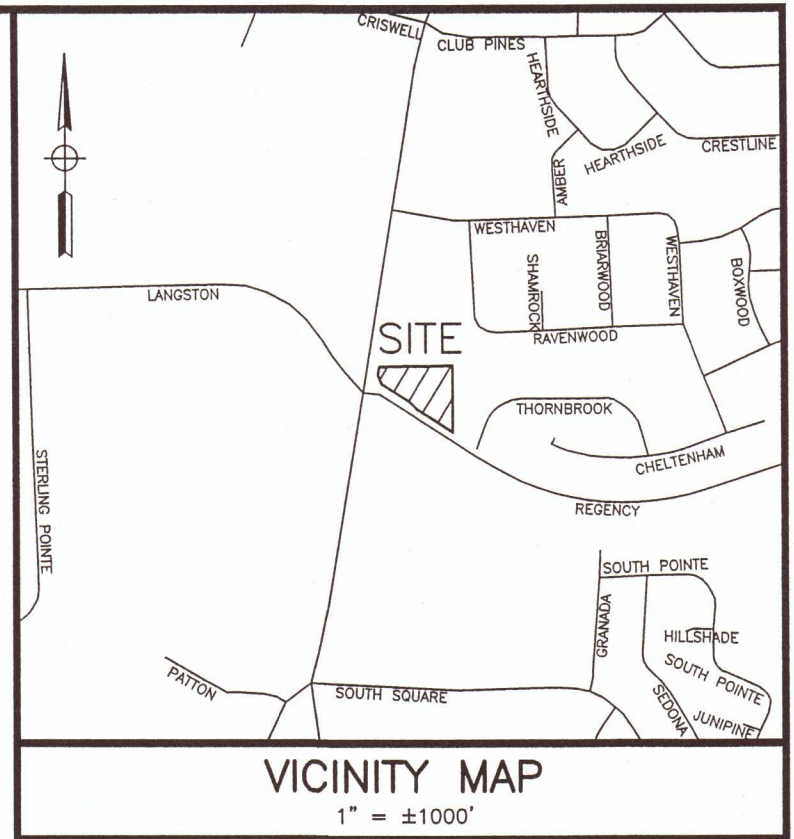 CRISWELL
CLUB PINES
HEARTHSIDE
HEARTHSIDE
CRESTLINE
AMBER
WESTHAVEN
SHAMROCK
BRIARWOOD
WESTHAVEN
BOXWOOD
LANGSTON
RAVENWOOD
SITE
THORNBROOK
CHELTENHAM
STERLING POINTE
REGENCY
SOUTH POINTE
GRANADA
HILLSHADE
SOUTH POINTE
PATTON
SOUTH SQUARE
SEDONA
JUNIPINE
VICINITY MAP
1" = ±1000'